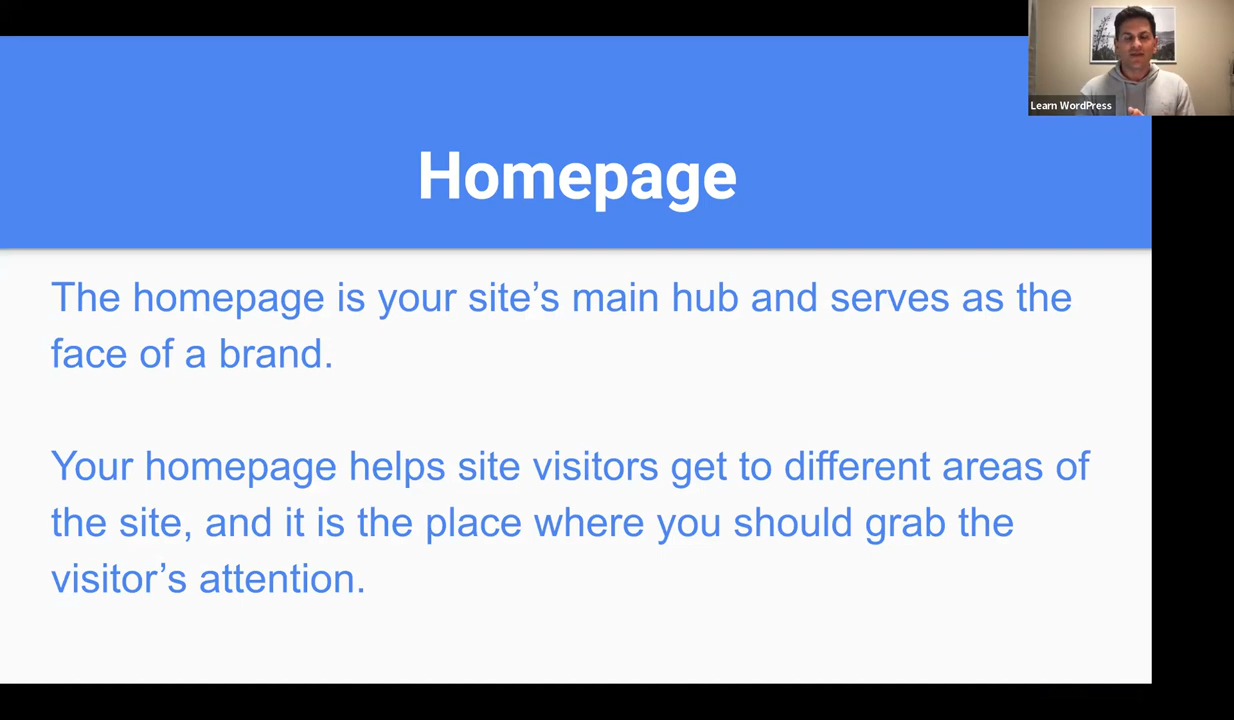 Learn WordPress
Homepage
The homepage is your site’s main hub and serves as the
face of a brand.
Your homepage helps site visitors get to different areas of
the site, and it is the place where you should grab the
visitor’s attention.